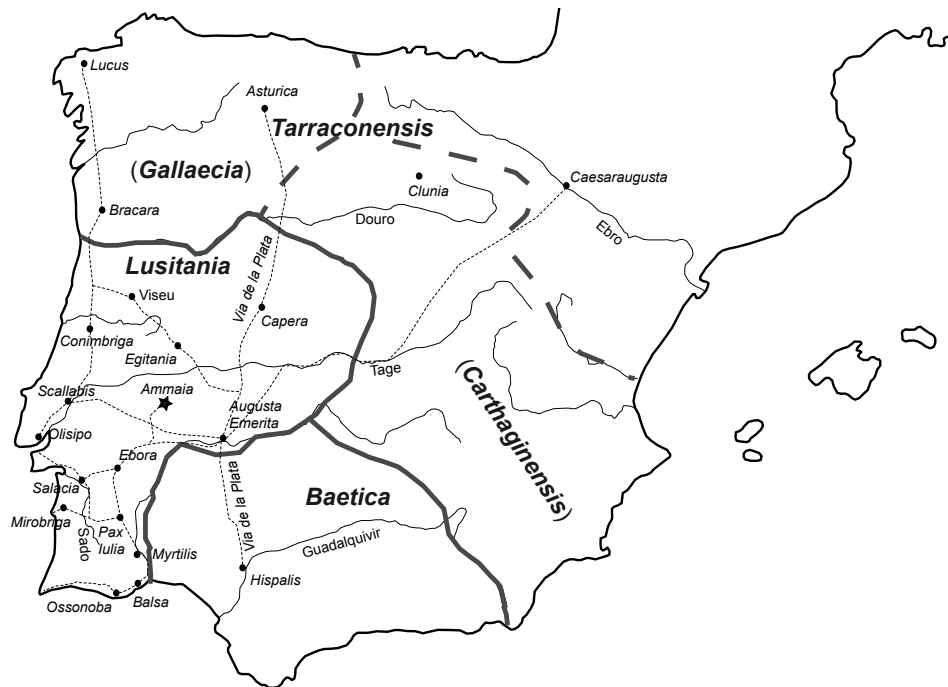 Lucus
Asturica
Tarraconensis
(Gallaecia)
Clunia
Caesaraugusta
Bracara
Douro
Ebro
Lusitania
Via de la Plata
Viseu
Capera
Conimbriga
Egitania
Tage
Scallabis
Ammaia
Augusta
Emerita
(Carthaginensis)
Olisipo
Ebora
Salacia
Baetica
Via de la Plata
Mirobriga
Sado
Pax
Iulia
Guadalquivir
Myrtilis
Hispalis
Ossonoba
Balsa